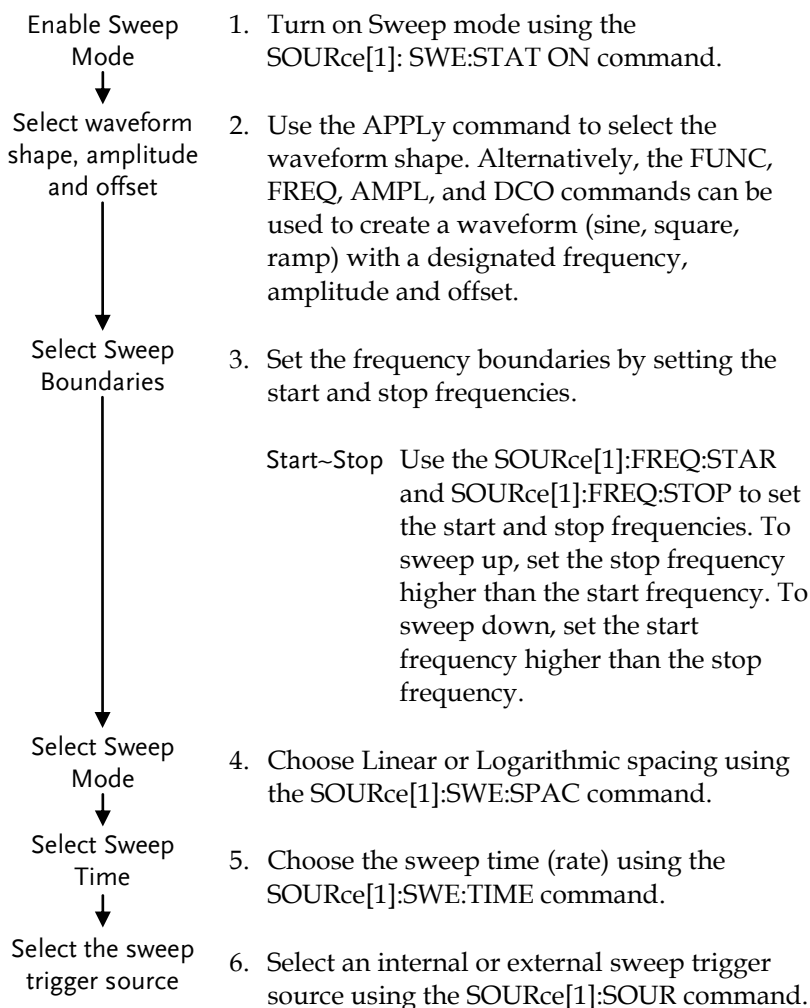 Enable Sweep
Mode
1. Turn on Sweep mode using the
SOURce[1]: SWE:STAT ON command.
Select waveform
shape, amplitude
and offset
2. Use the APPLy command to select the
waveform shape. Alternatively, the FUNC,
FREQ, AMPL, and DCO commands can be
used to create a waveform (sine, square,
ramp) with a designated frequency,
amplitude and offset.
Select Sweep
Boundaries
3. Set the frequency boundaries by setting the
start and stop frequencies.
Start~Stop Use the SOURce[1]:FREQ:STAR
and SOURce[1]:FREQ:STOP to set
the start and stop frequencies. To
sweep up, set the stop frequency
higher than the start frequency. To
sweep down, set the start
frequency higher than the stop
frequency.
Select Sweep
Mode
4. Choose Linear or Logarithmic spacing using
the SOURce[1]:SWE:SPAC command.
Select Sweep
Time
5. Choose the sweep time (rate) using the
SOURce[1]:SWE:TIME command.
Select the sweep
trigger source
6. Select an internal or external sweep trigger
source using the SOURce[1]:SOUR command.